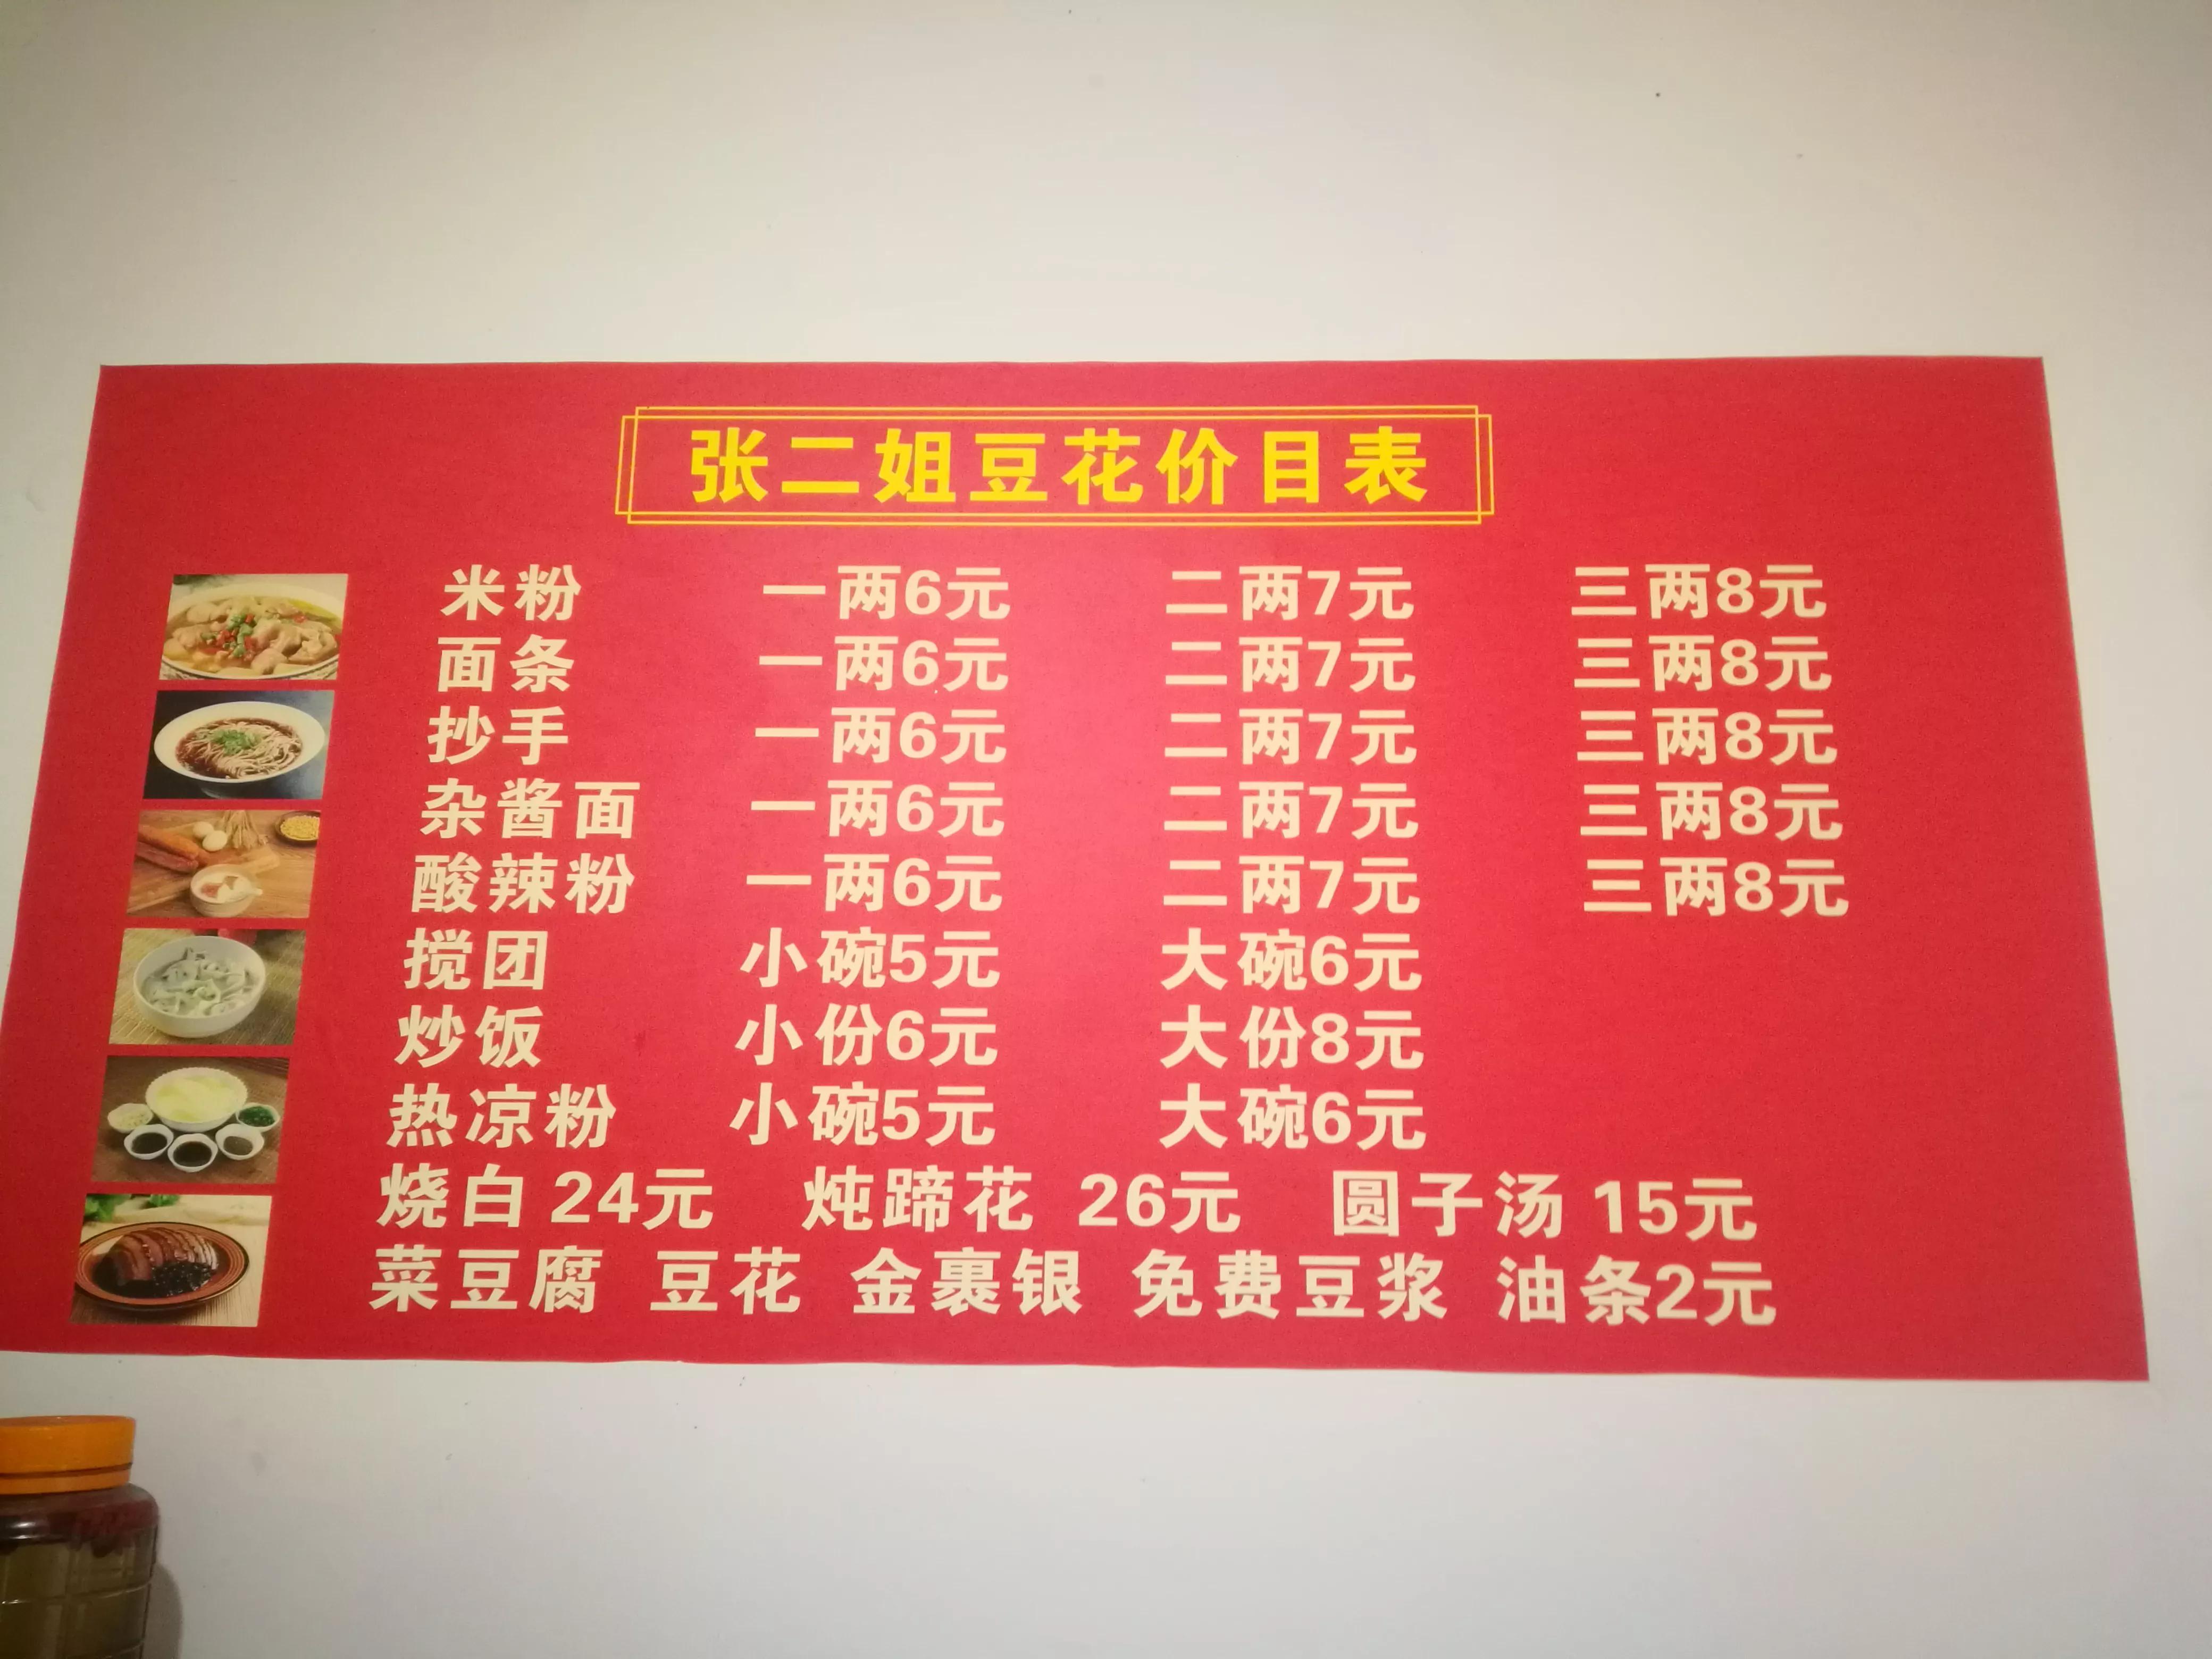 张二姐豆花价目表
米粉 一两6元 二两7元 三两8元
面条 一两6元 二两7元 三两8元
抄手 一两6元 二两7元 三两8元
杂酱面 一两6元 二两7元 三两8元
酸辣粉 一两6元 二两7元 三两8元
搅团 小碗5元 大碗6元
炒饭 小份6元 大份8元
热凉粉 小碗5元 大碗6元
烧白 24元 炖蹄花 26元 圆子汤 15元
菜豆腐 豆花 金裹银 免费豆浆 油条2元